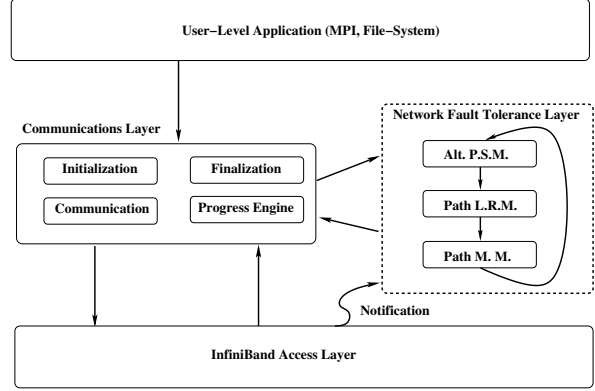 User-Level Application (MPI, File-System)
Communications Layer
Initialization
Finalization
Communication
Progress Engine
Network Fault Tolerance Layer
Alt. P.S.M.
Path L.R.M.
Path M. M.
Notification
InfiniBand Access Layer